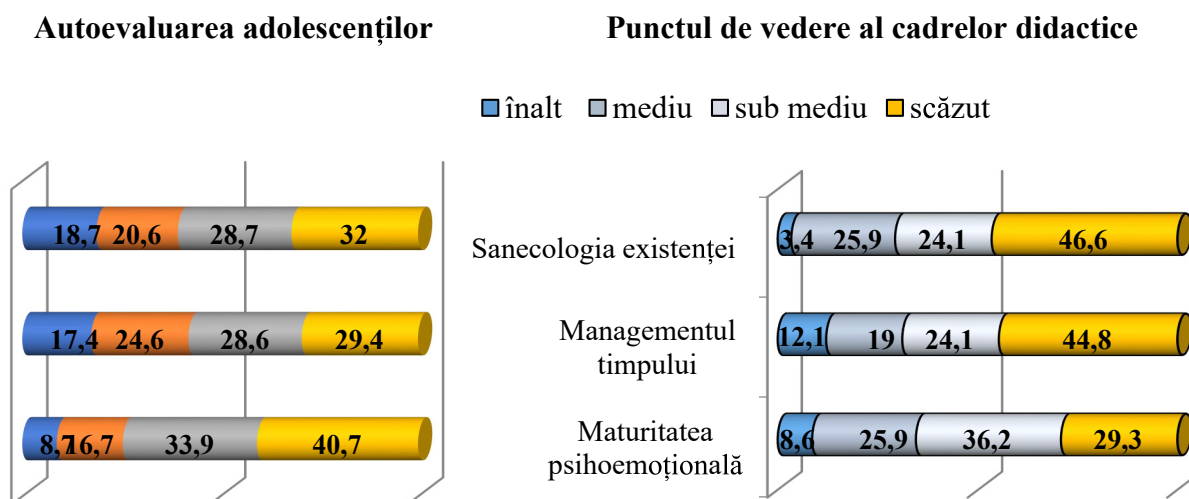 Autoevaluarea adolescenților
Punctul de vedere al cadrelor didactice
înalt mediu sub mediu scăzut
18,7 20,6 28,7 32
Sanecologia existenței
3,4 25,9 24,1 46,6
17,4 24,6 28,6 29,4
Managementul
timpului
12,1 19 24,1 44,8
8,7 16,7 33,9 40,7
Maturitatea
psihoemoțională
8,6 25,9 36,2 29,3